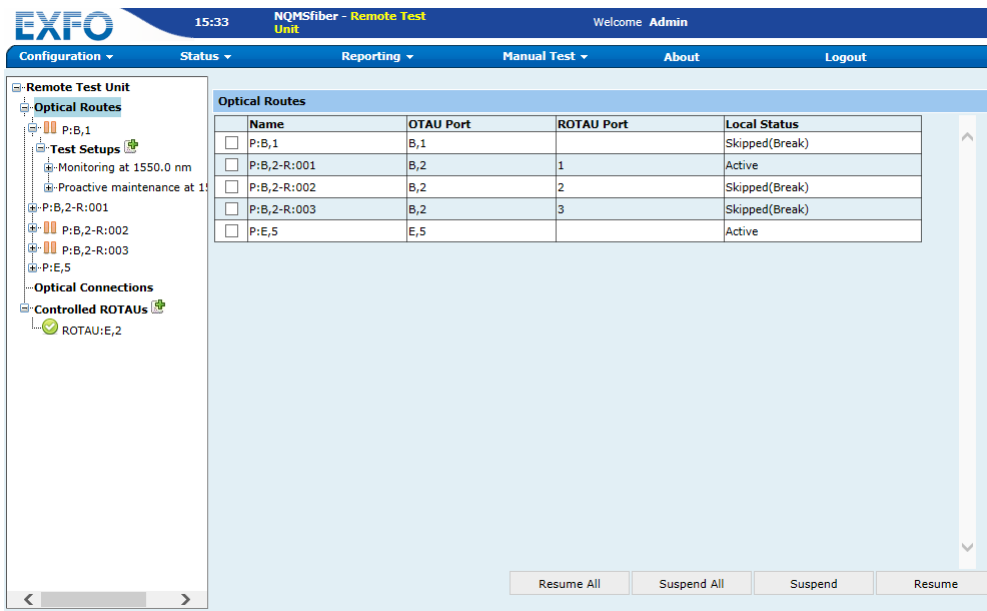 EXFO
15:33
NQMSfiber - Remote Test
Unit
Welcome Admin
Configuration
Status
Reporting
Manual Test
About
Logout
Remote Test Unit
Optical Routes
P:B,1
Test Setups
Monitoring at 1550.0 nm
Proactive maintenance at 15
P:B,2-R:001
P:B,2-R:002
P:B,2-R:003
P:E,5
Optical Connections
Controlled ROTAUs
ROTAU:E,2
Optical Routes
Name OTAU Port ROTAU Port Local Status
P:B,1 B,1 Skipped(Break)
P:B,2-R:001 B,2 1 Active
P:B,2-R:002 B,2 2 Skipped(Break)
P:B,2-R:003 B,2 3 Skipped(Break)
P:E,5 E,5 Active
Resume All Suspend All Suspend Resume